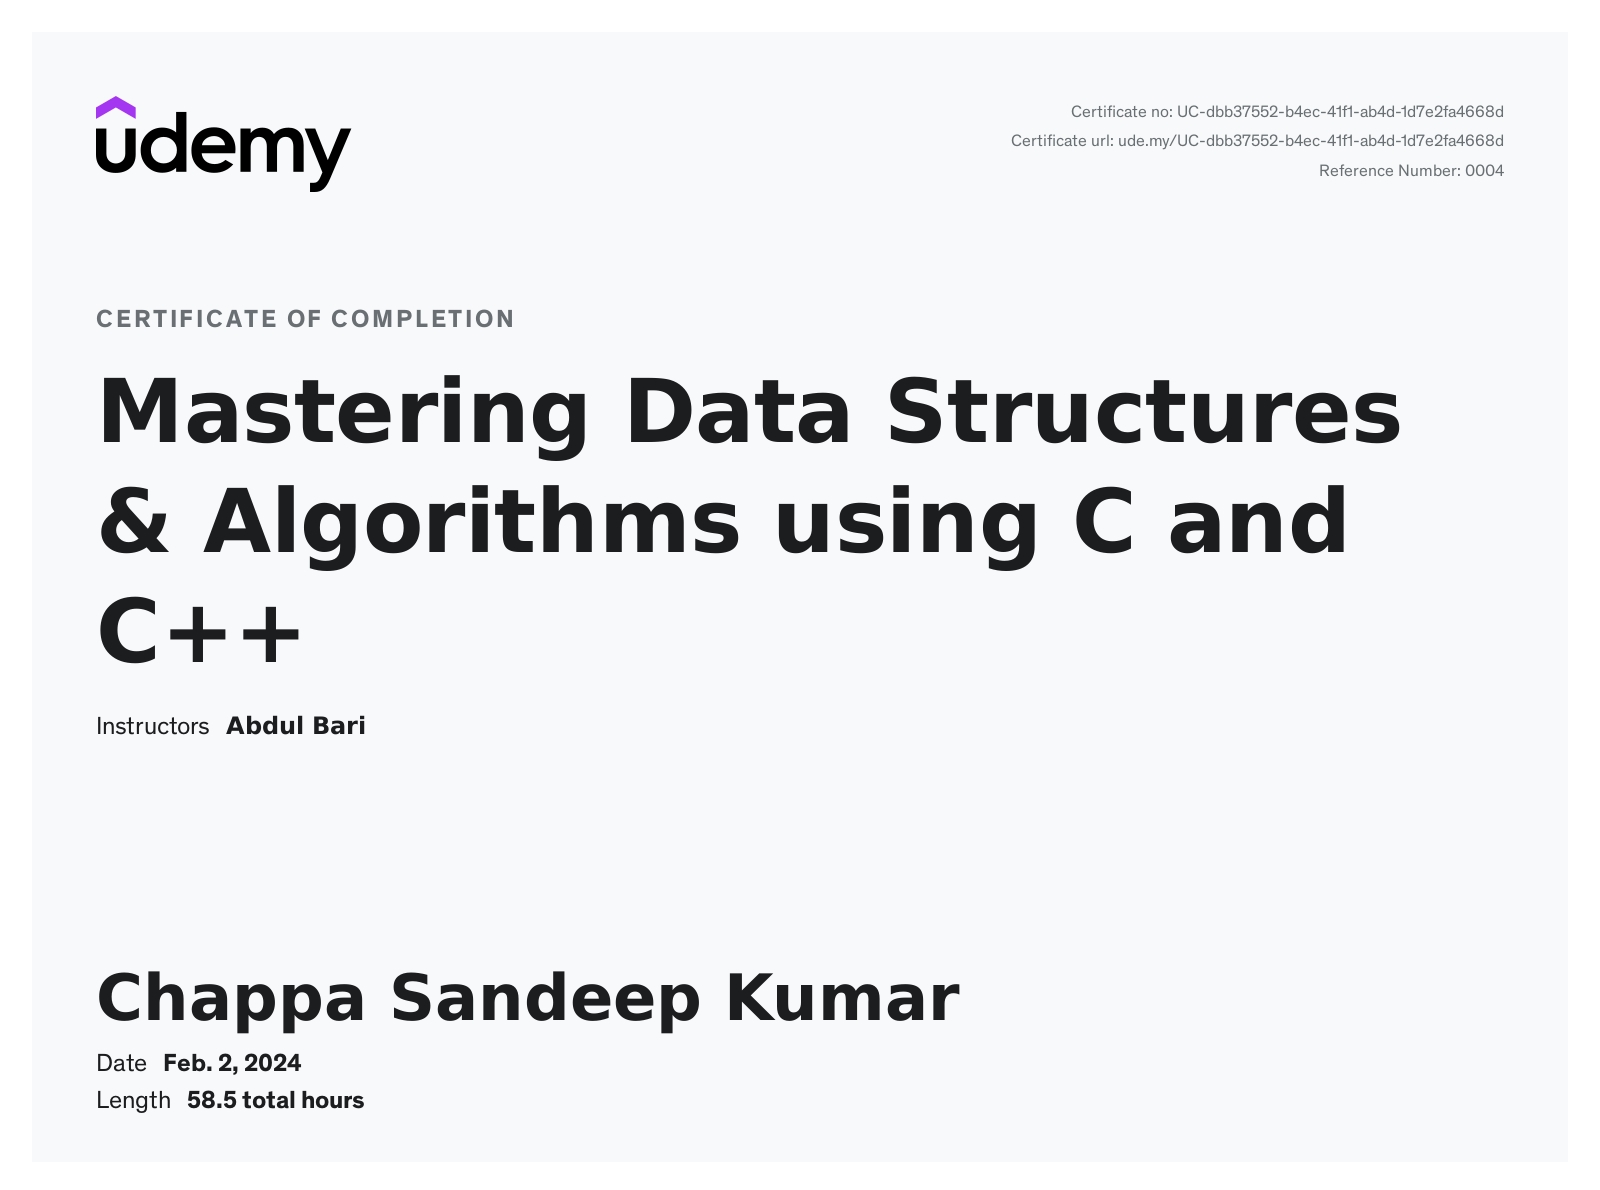 udemy
Certificate no: UC-dbb37552-b4ec-41f1-ab4d-1d7e2fa4668d
Certificate url: ude.my/UC-dbb37552-b4ec-41f1-ab4d-1d7e2fa4668d
Reference Number: 0004
CERTIFICATE OF COMPLETION
Mastering Data Structures
& Algorithms using C and
C++
Instructors Abdul Bari
Chappa Sandeep Kumar
Date Feb. 2, 2024
Length 58.5 total hours